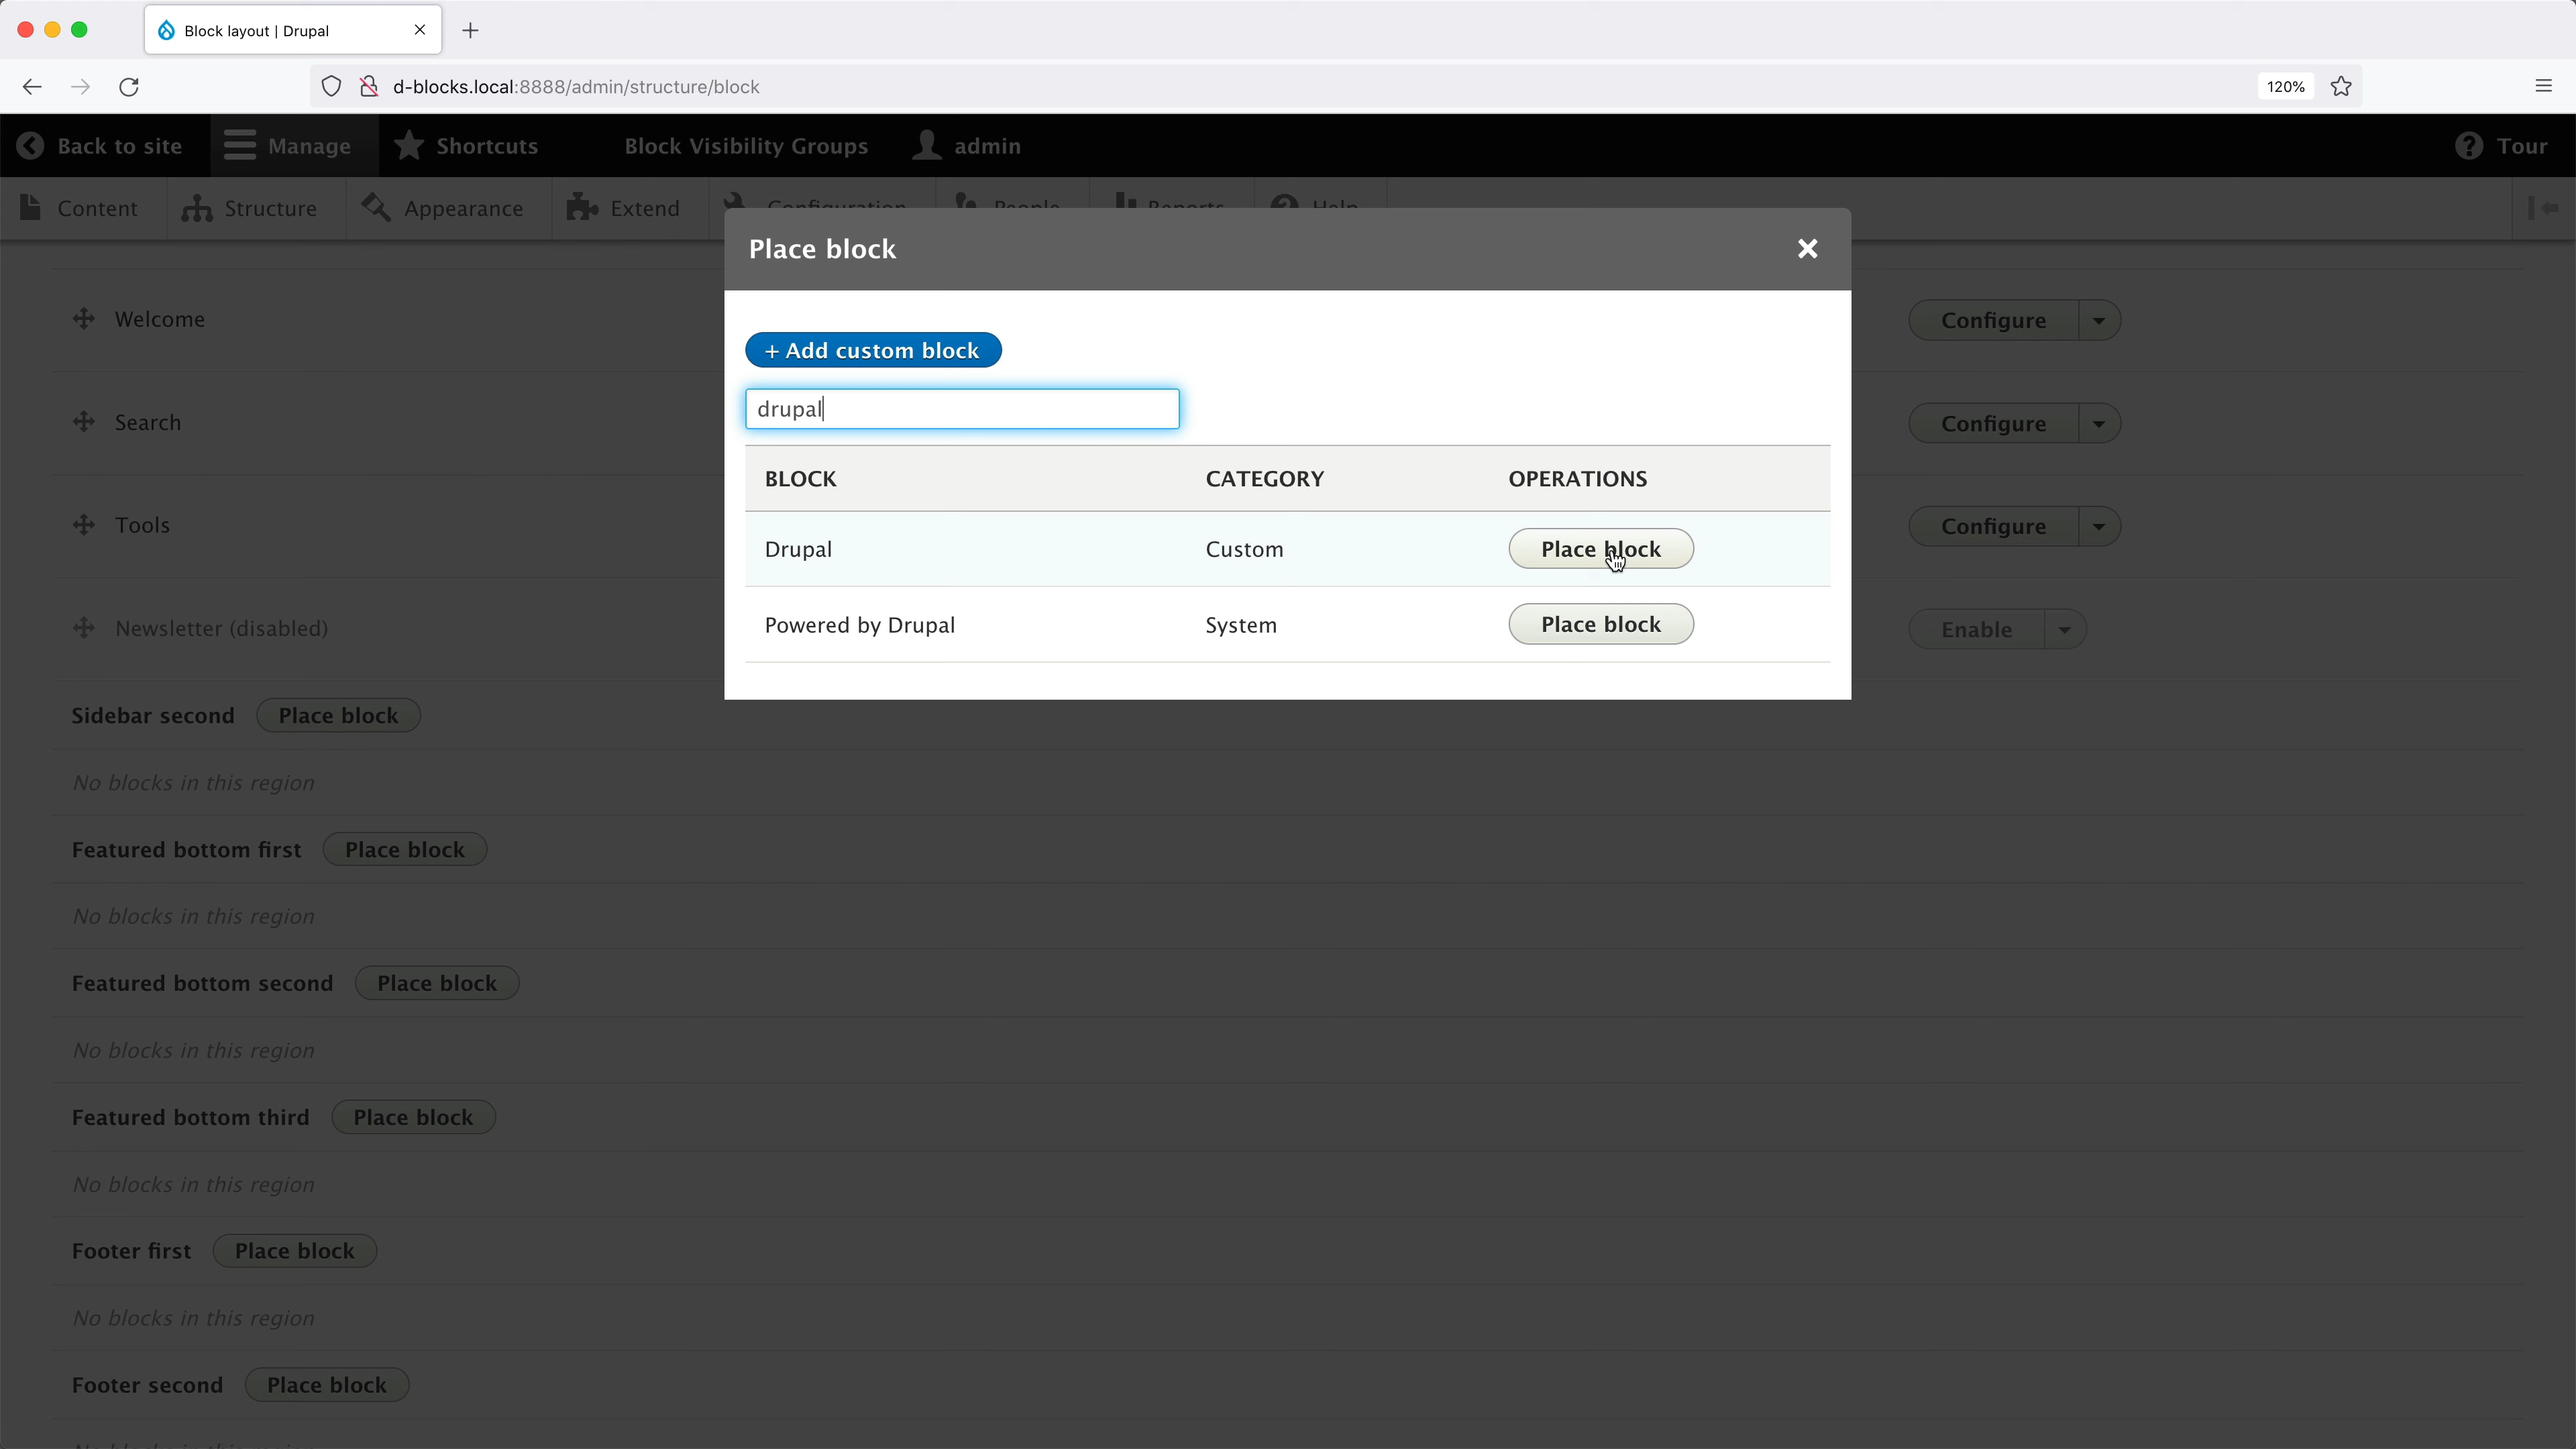 Block layout | Drupal
d-blocks.local:8888/admin/structure/block
120%
Back to site
Manage
Shortcuts
Block Visibility Groups
admin
Tour
Content
Structure
Appearance
Extend
Configuration
People
Reports
Help
Place block
Welcome
Configure
+ Add custom block
drupal
Search
Configure
BLOCK CATEGORY OPERATIONS
Tools
Configure
Drupal Custom Place block
Powered by Drupal System Place block
Newsletter (disabled)
Enable
Sidebar second Place block
No blocks in this region
Featured bottom first Place block
No blocks in this region
Featured bottom second Place block
No blocks in this region
Featured bottom third Place block
No blocks in this region
Footer first Place block
No blocks in this region
Footer second Place block